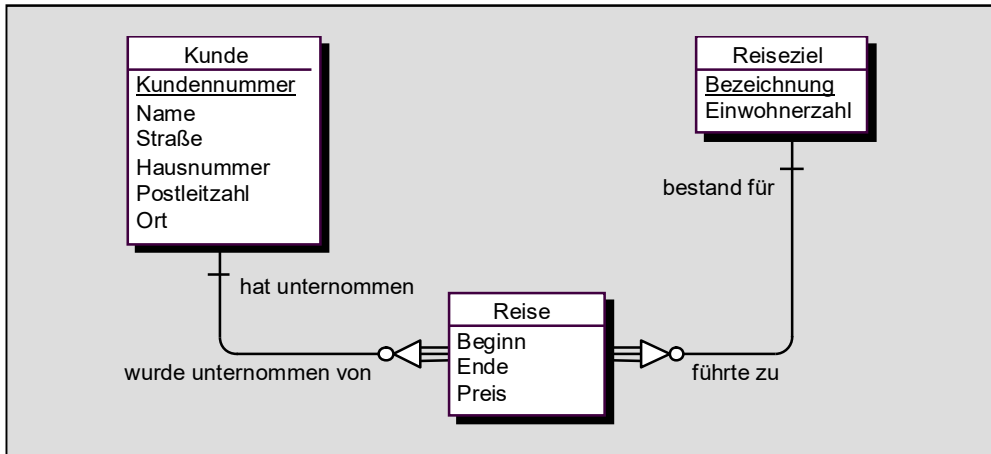 Kunde
Kundennummer
Name
Straße
Hausnummer
Postleitzahl
Ort
Reiseziel
Bezeichnung
Einwohnerzahl
bestand für
hat unternommen
Reise
Beginn
Ende
Preis
wurde unternommen von
führte zu